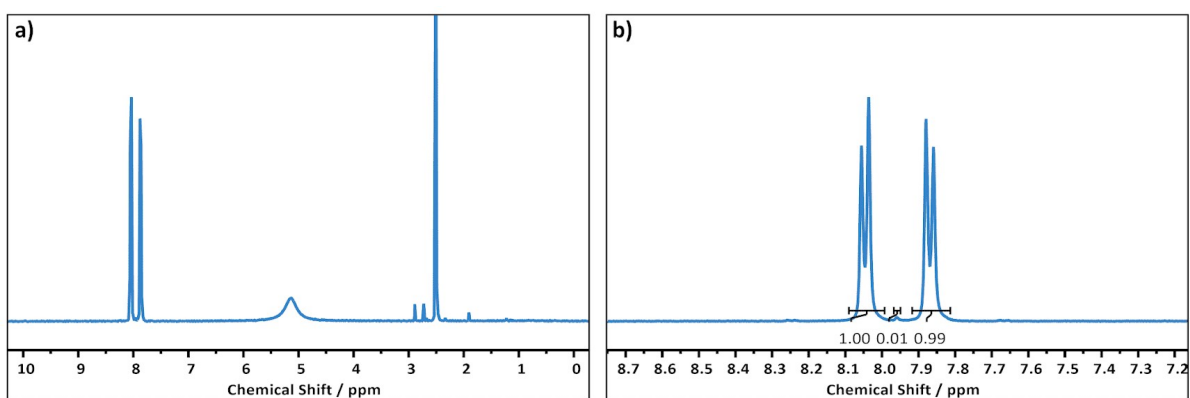 a)
10 9 8 7 6 5 4 3 2 1 0
Chemical Shift / ppm
b)
1.00 0.01 0.99
8.7 8.6 8.5 8.4 8.3 8.2 8.1 8.0 7.9 7.8 7.7 7.6 7.5 7.4 7.3 7.2
Chemical Shift / ppm